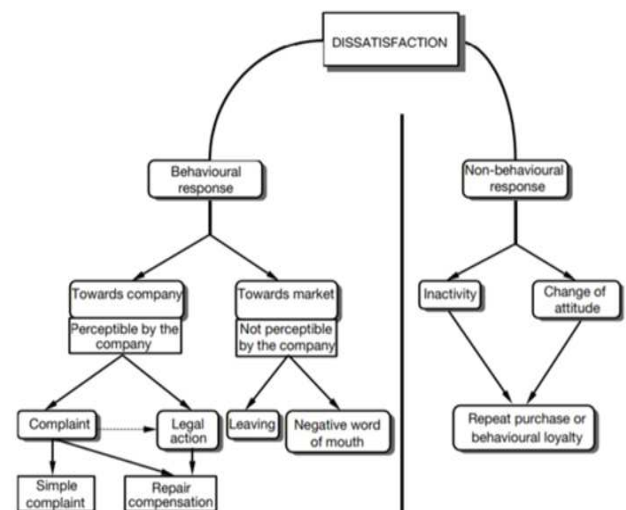 DISSATISFACTION
Behavioural
response
Non-behavioural
response
Towards company
Perceptible by the
company
Towards market
Not perceptible
by the company
Inactivity
Change of
attitude
Complaint
Legal
action
Leaving
Negative word
of mouth
Repeat purchase or
behavioural loyalty
Simple
complaint
Repair
compensation